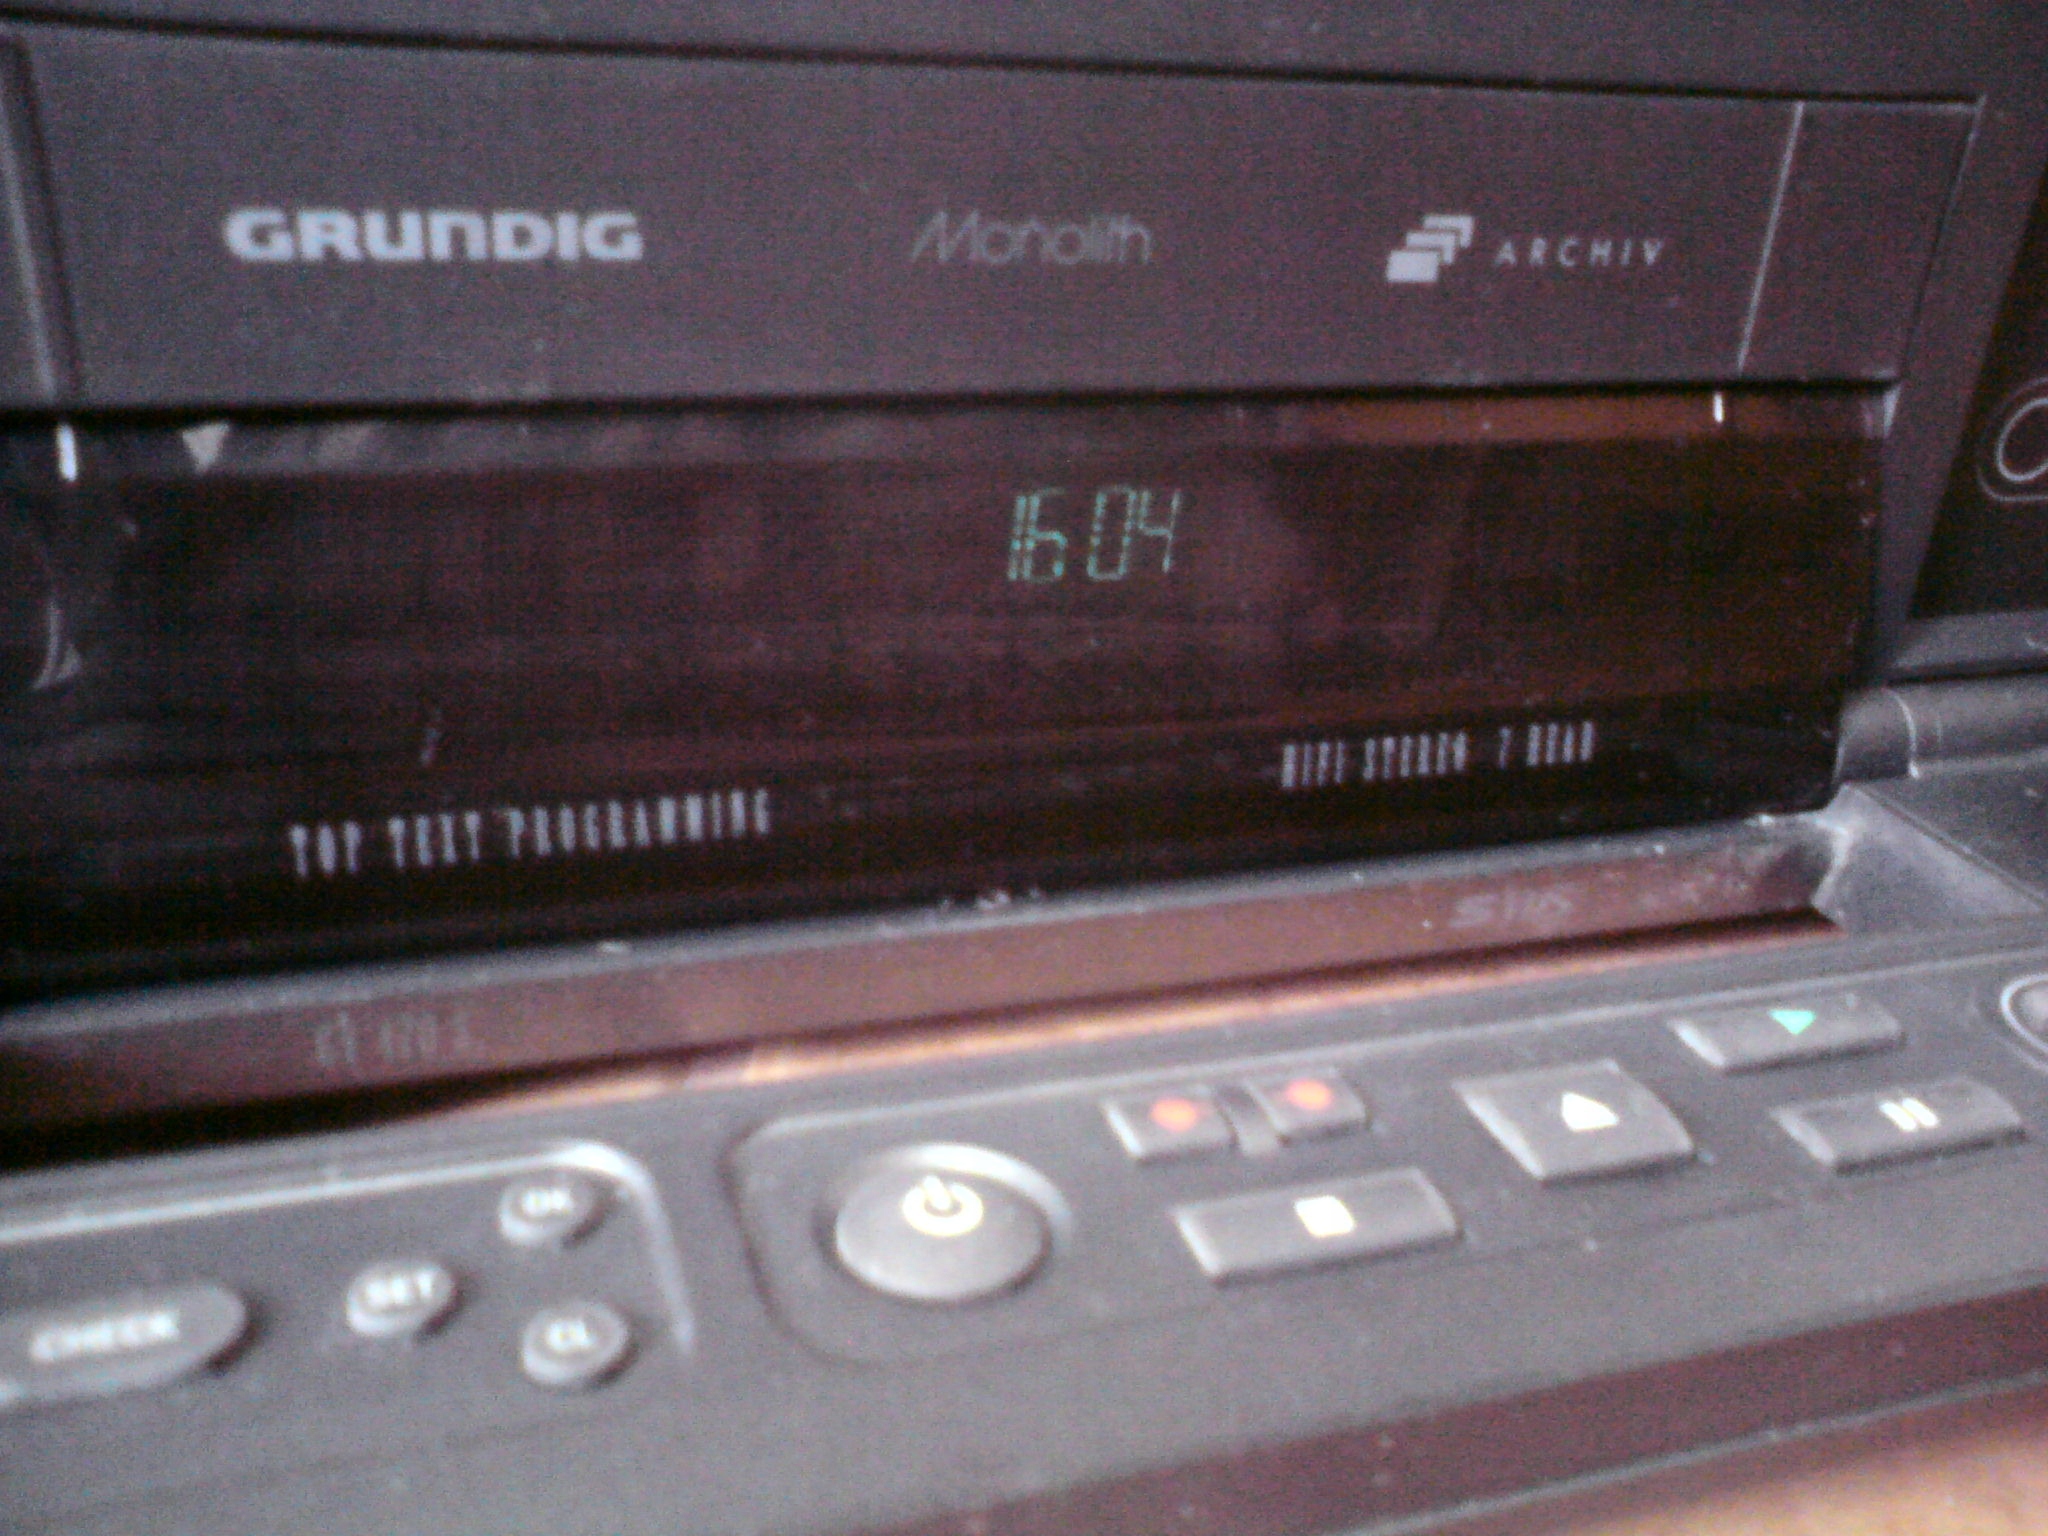 GRUNDIG Monolith ARCHIV
16 04
HIFI STEREO 7 HEAD
TOP TEXT PROGRAMMING
OK
SET
CHECK
CL